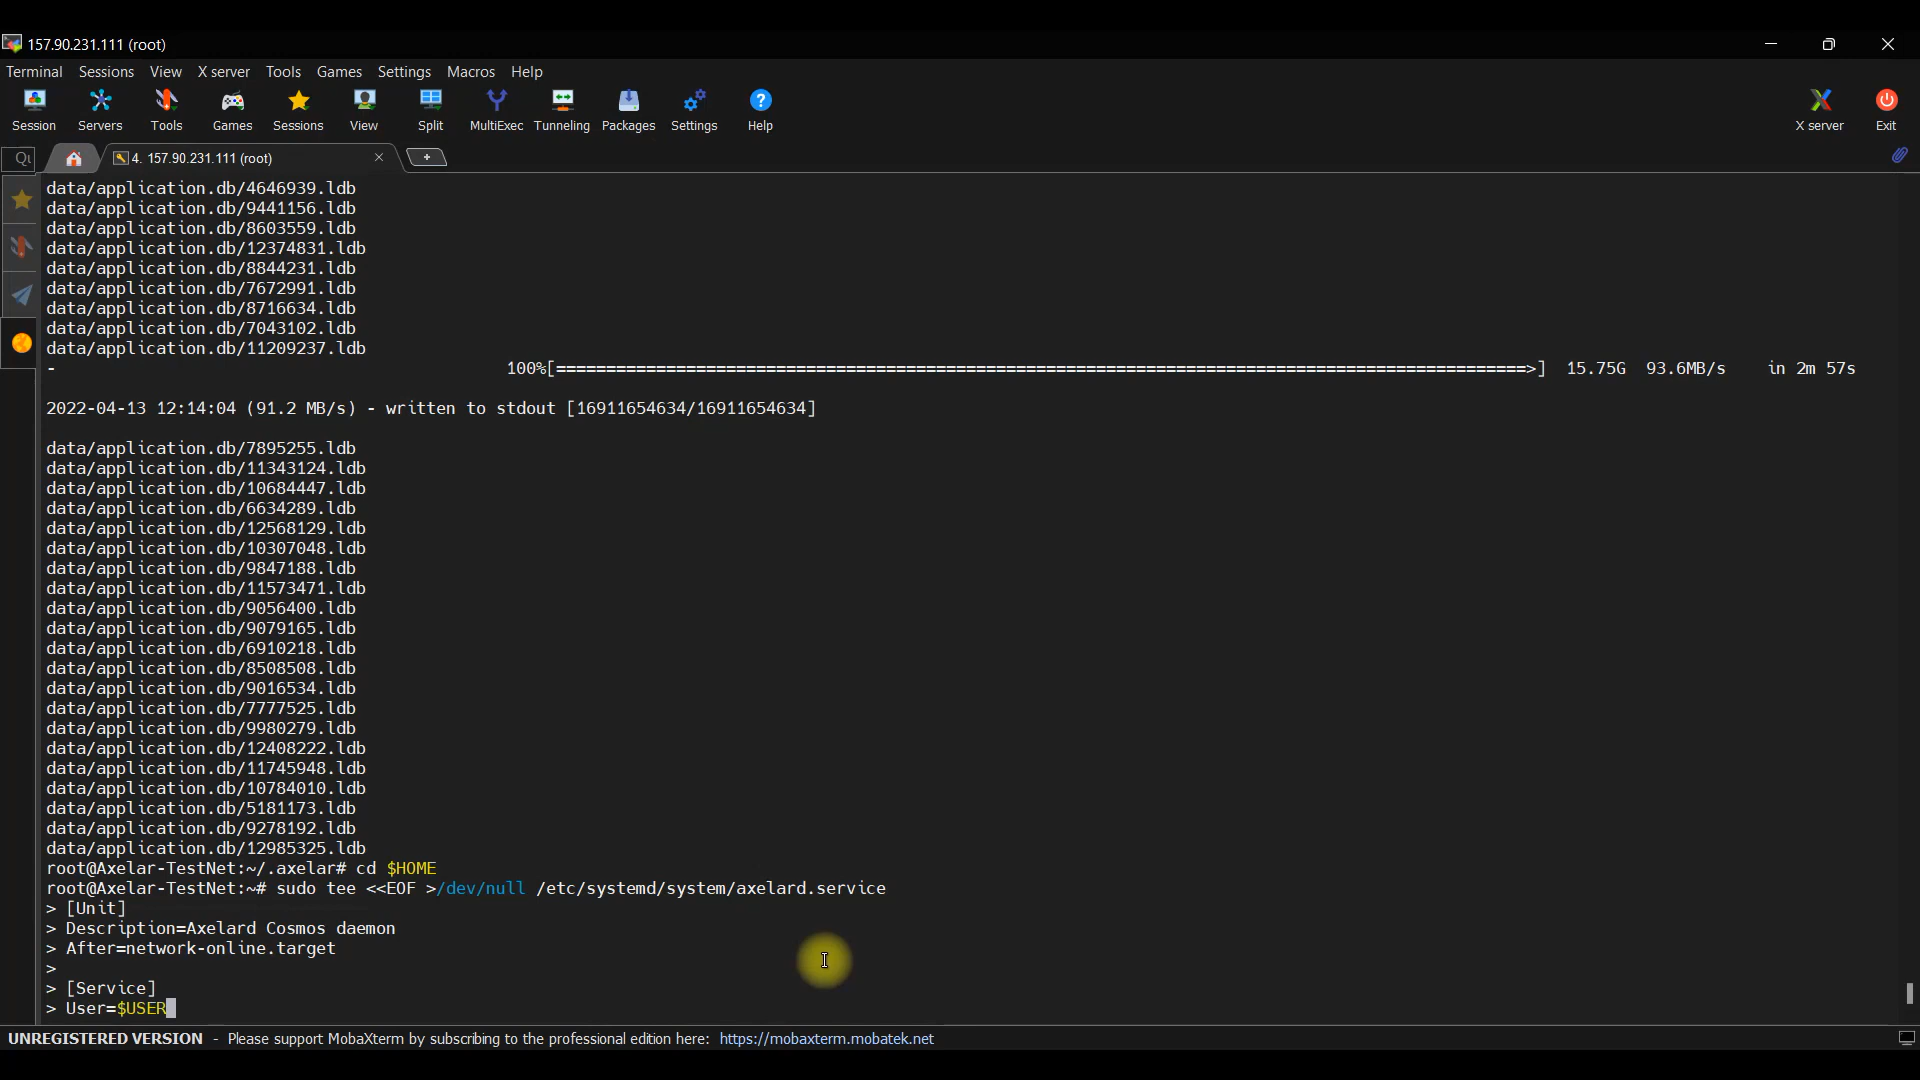 157.90.231.111 (root)
Terminal Sessions View X server Tools Games Settings Macros Help
Session Servers Tools Games Sessions View Split MultiExec Tunneling Packages Settings Help X server Exit
4. 157.90.231.111 (root)
data/application.db/4646939.ldb
data/application.db/9441156.ldb
data/application.db/8603559.ldb
data/application.db/12374831.ldb
data/application.db/8844231.ldb
data/application.db/7672991.ldb
data/application.db/8716634.ldb
data/application.db/7043102.ldb
data/application.db/11209237.ldb
- 100%[=================================================================================================>] 15.75G 93.6MB/s in 2m 57s
2022-04-13 12:14:04 (91.2 MB/s) - written to stdout [16911654634/16911654634]
data/application.db/7895255.ldb
data/application.db/11343124.ldb
data/application.db/10684447.ldb
data/application.db/6634289.ldb
data/application.db/12568129.ldb
data/application.db/10307048.ldb
data/application.db/9847188.ldb
data/application.db/11573471.ldb
data/application.db/9056400.ldb
data/application.db/9079165.ldb
data/application.db/6910218.ldb
data/application.db/8508508.ldb
data/application.db/9016534.ldb
data/application.db/7777525.ldb
data/application.db/9980279.ldb
data/application.db/12408222.ldb
data/application.db/11745948.ldb
data/application.db/10784010.ldb
data/application.db/5181173.ldb
data/application.db/9278192.ldb
data/application.db/12985325.ldb
root@Axelar-TestNet:~/.axelar# cd $HOME
root@Axelar-TestNet:~# sudo tee <<EOF >/dev/null /etc/systemd/system/axelard.service
> [Unit]
> Description=Axelard Cosmos daemon
> After=network-online.target
>
> [Service]
> User=$USER
UNREGISTERED VERSION - Please support MobaXterm by subscribing to the professional edition here: https://mobaxterm.mobatek.net